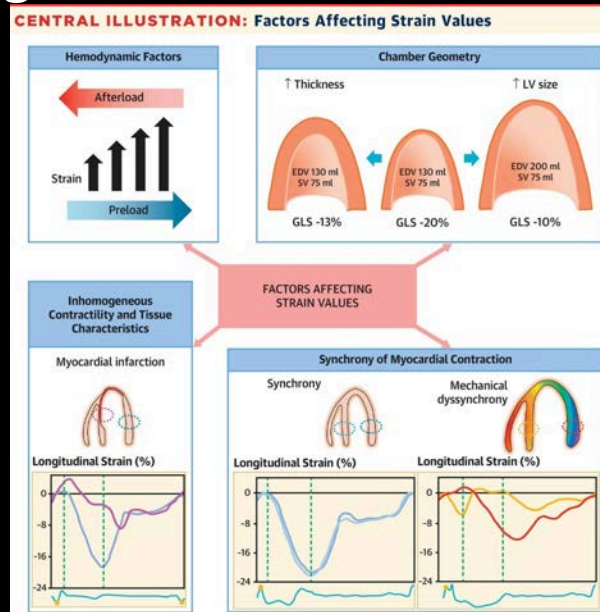 CENTRAL ILLUSTRATION: Factors Affecting Strain Values
Hemodynamic Factors
Afterload
Strain
Preload
Chamber Geometry
↑ Thickness
↑ LV size
EDV 130 ml
SV 75 ml
EDV 130 ml
SV 75 ml
EDV 200 ml
SV 75 ml
GLS -13%
GLS -20%
GLS -10%
FACTORS AFFECTING
STRAIN VALUES
Inhomogeneous
Contractility and Tissue
Characteristics
Myocardial infarction
Longitudinal Strain (%)
0
-8
-16
-24
Synchrony of Myocardial Contraction
Synchrony
Mechanical
dyssynchrony
Longitudinal Strain (%)
0
-8
-16
-24
Longitudinal Strain (%)
0
-8
-16
-24